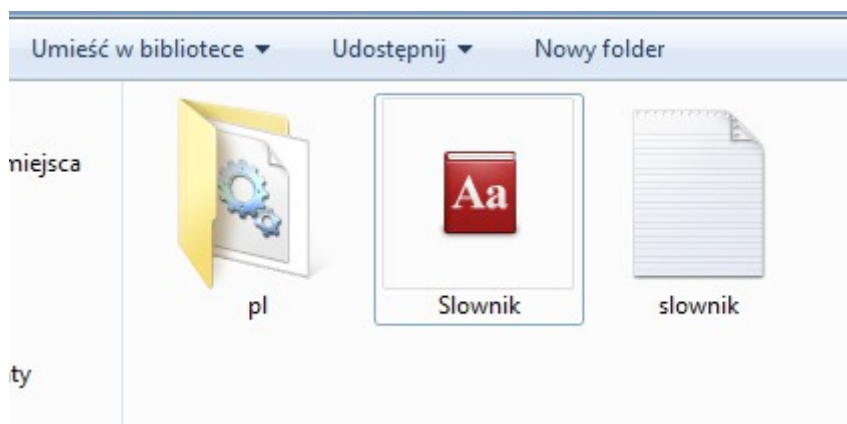 Umieść w bibliotece Udostępnij Nowy folder
miejsca
Aa
pl Slownik slownik
ty